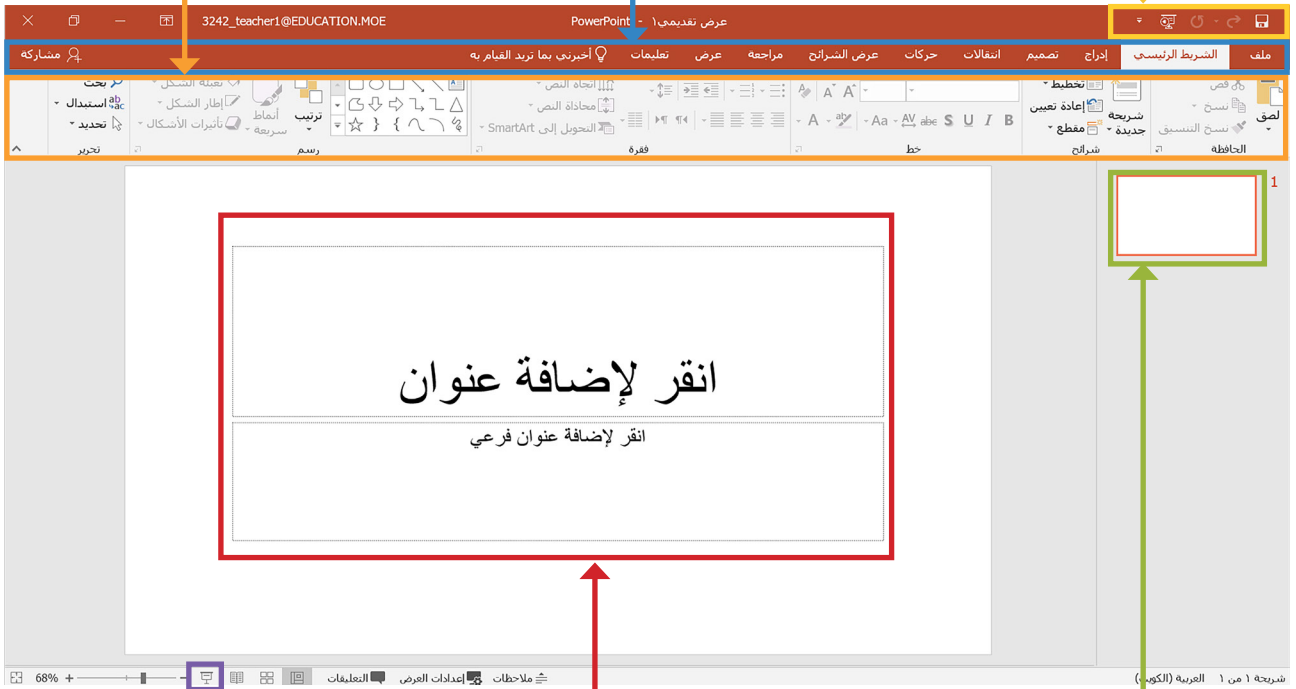 3242_teacher1@EDUCATION.MOE
عرض تقديمي١ - PowerPoint
ملف الشريط الرئيسي إدراج تصميم انتقالات حركات عرض الشرائح مراجعة عرض تعليمات أخبرني بما تريد القيام به مشاركة
قص تخطيط اتجاه النص تعبئة الشكل بحث
لصق نسخ شريحة جديدة إعادة تعيين محاذاة النص ترتيب أنماط سريعة إطار الشكل استبدال
نسخ التنسيق مقطع B I U S abc AV Aa A التحويل إلى SmartArt تأثيرات الأشكال تحديد
الحافظة شرائح خط فقرة رسم تحرير
1
انقر لإضافة عنوان
انقر لإضافة عنوان فرعي
شريحة ١ من ١ العربية (الكويت) ملاحظات إعدادات العرض التعليقات 68%